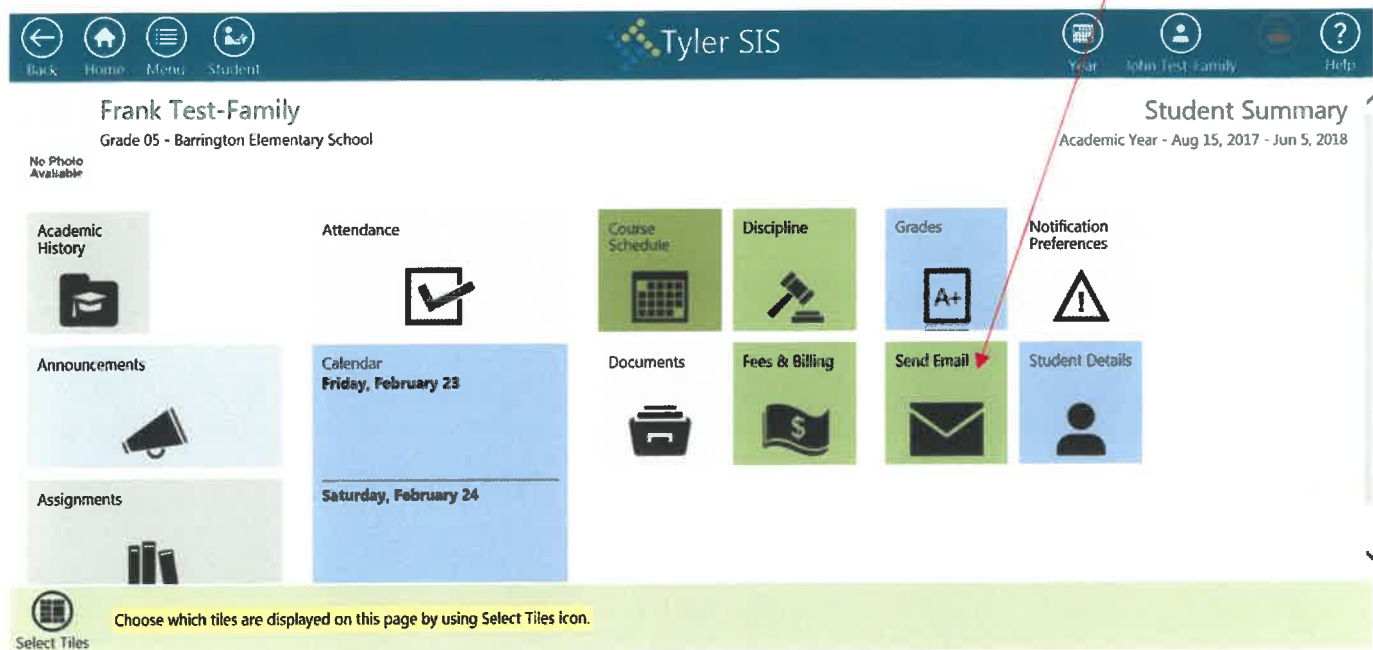 Back Home Menu Student
Tyler SIS
Year John Test-Family Help
Frank Test-Family
Grade 05 - Barrington Elementary School
No Photo
Available
Student Summary
Academic Year - Aug 15, 2017 - Jun 5, 2018
Academic
History
Attendance
Course
Schedule
Discipline
Grades
A+
Notification
Preferences
Announcements
Calendar
Friday, February 23
Saturday, February 24
Documents
Fees & Billing
$
Send Email
Student Details
Assignments
Select Tiles
Choose which tiles are displayed on this page by using Select Tiles icon.